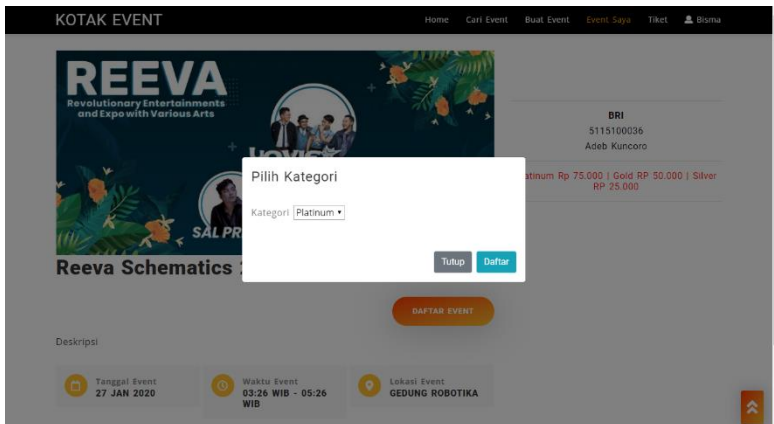 KOTAK EVENT
Home Cari Event Buat Event Event Saya Tiket Bisma
REEVA
Revolutionary Entertainments
and Expo with Various Arts
SAL PR
BRI
5115100036
Adeb Kuncoro
atinum Rp 75.000 | Gold RP 50.000 | Silver
RP 25.000
Pilih Kategori
Kategori Platinum
Tutup Daftar
Reeva Schematics
DAFTAR EVENT
Deskripsi
Tanggal Event
27 JAN 2020
Waktu Event
03:26 WIB - 05:26
WIB
Lokasi Event
GEDUNG ROBOTIKA